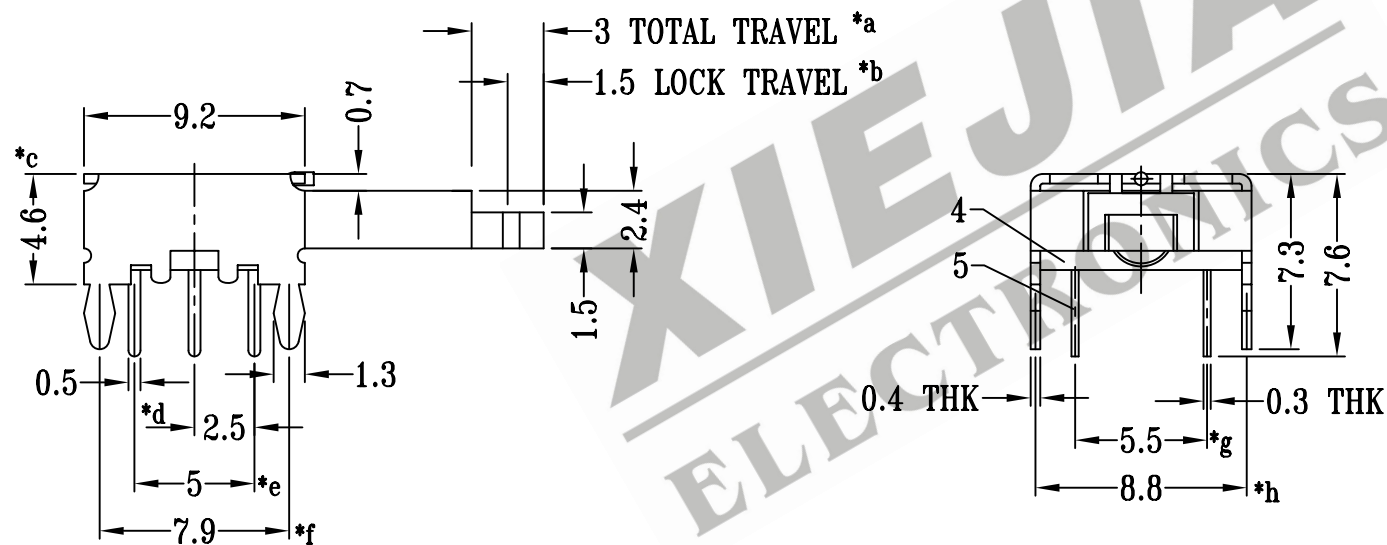 3 TOTAL TRAVEL *a
1.5 LOCK TRAVEL *b
9.2
0.7
*c
4.6
2.4
1.5
0.5
1.3
*d
2.5
5 *e
7.9 *f
4
5
7.3
7.6
0.4 THK
0.3 THK
5.5 *g
8.8 *h
XIEJIA
ELECTRONICS